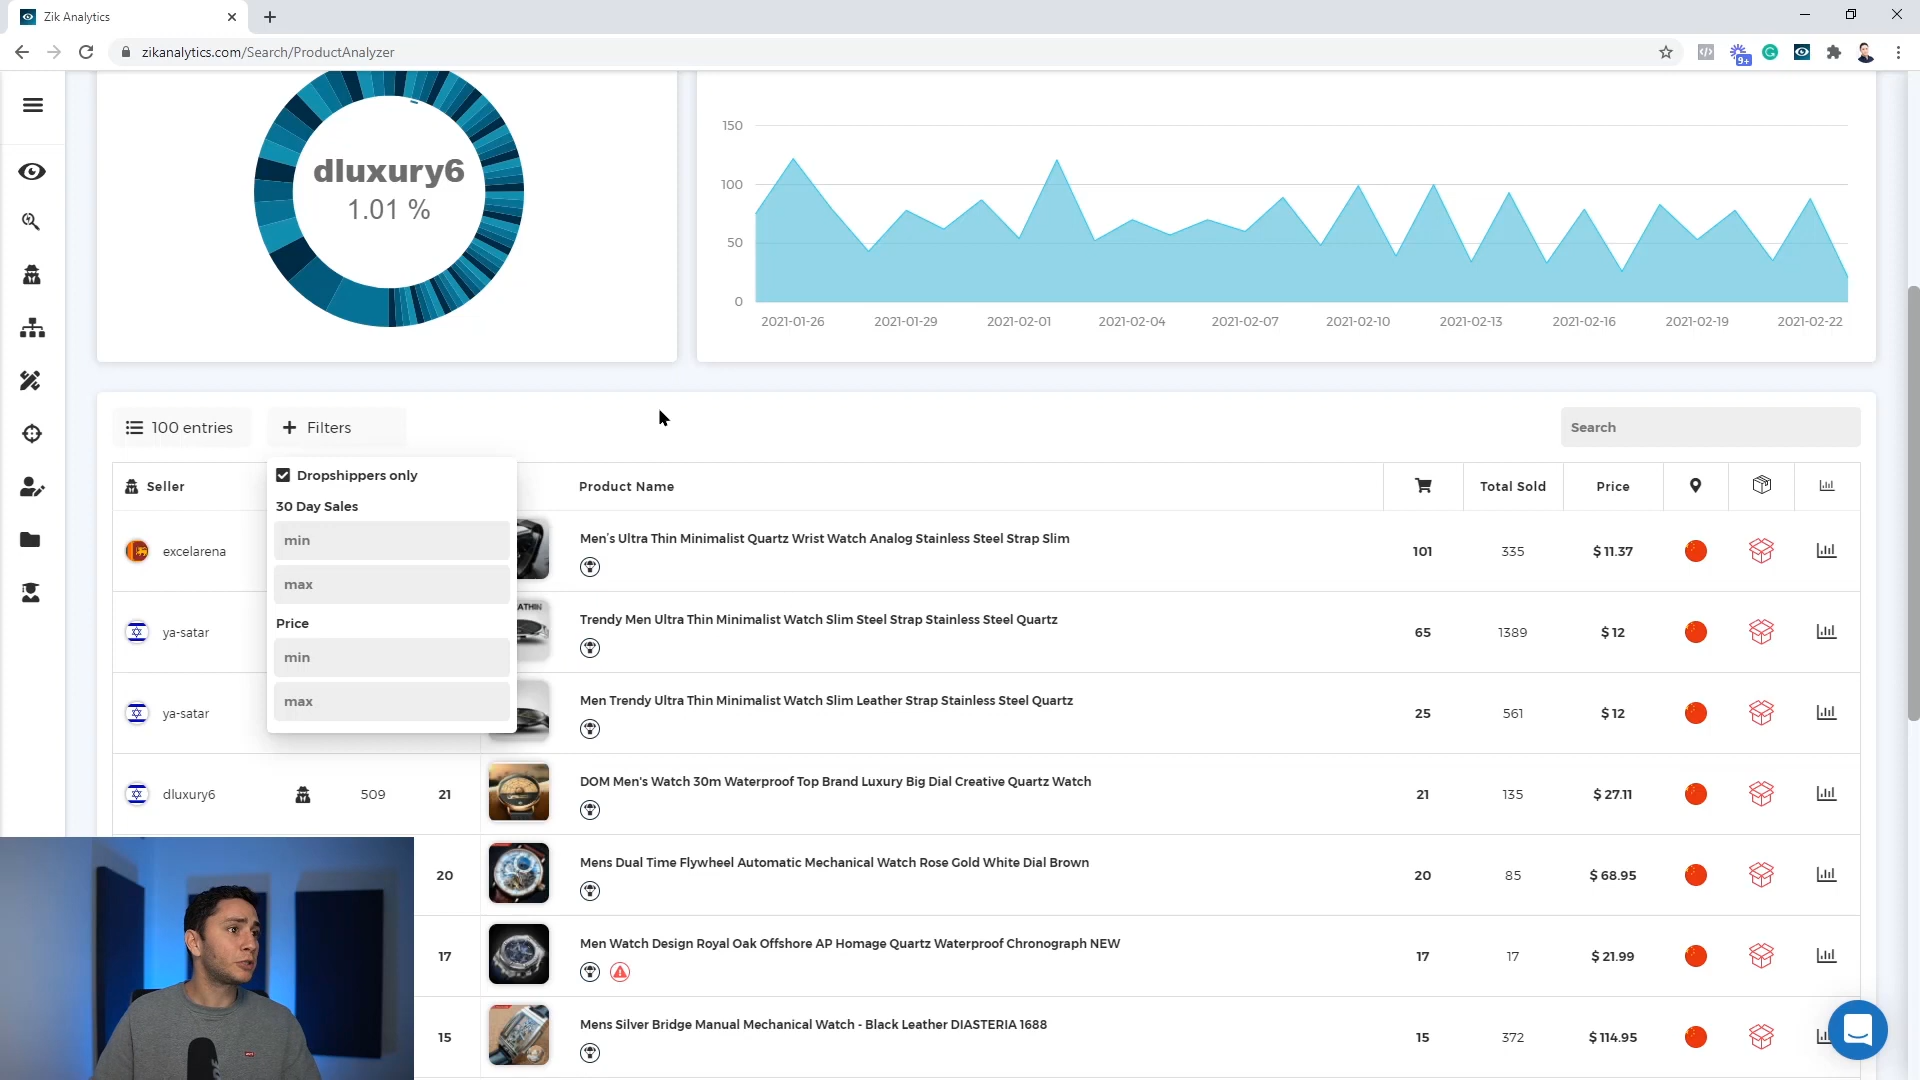 Zik Analytics
zikanalytics.com/Search/ProductAnalyzer
9+
dluxury6
1.01 %
150
100
50
0
2021-01-26 2021-01-29 2021-02-01 2021-02-04 2021-02-07 2021-02-10 2021-02-13 2021-02-16 2021-02-19 2021-02-22
100 entries
Filters
Search
Dropshippers only
30 Day Sales
min
max
Price
min
max
Seller Product Name Total Sold Price
excelarena Men's Ultra Thin Minimalist Quartz Wrist Watch Analog Stainless Steel Strap Slim 101 335 $ 11.37
ATHIN
ya-satar Trendy Men Ultra Thin Minimalist Watch Slim Steel Strap Stainless Steel Quartz 65 1389 $ 12
ya-satar Men Trendy Ultra Thin Minimalist Watch Slim Leather Strap Stainless Steel Quartz 25 561 $ 12
dluxury6 509 21 DOM Men's Watch 30m Waterproof Top Brand Luxury Big Dial Creative Quartz Watch 21 135 $ 27.11
20 Mens Dual Time Flywheel Automatic Mechanical Watch Rose Gold White Dial Brown 20 85 $ 68.95
17 Men Watch Design Royal Oak Offshore AP Homage Quartz Waterproof Chronograph NEW 17 17 $ 21.99
15 Mens Silver Bridge Manual Mechanical Watch - Black Leather DIASTERIA 1688 15 372 $ 114.95